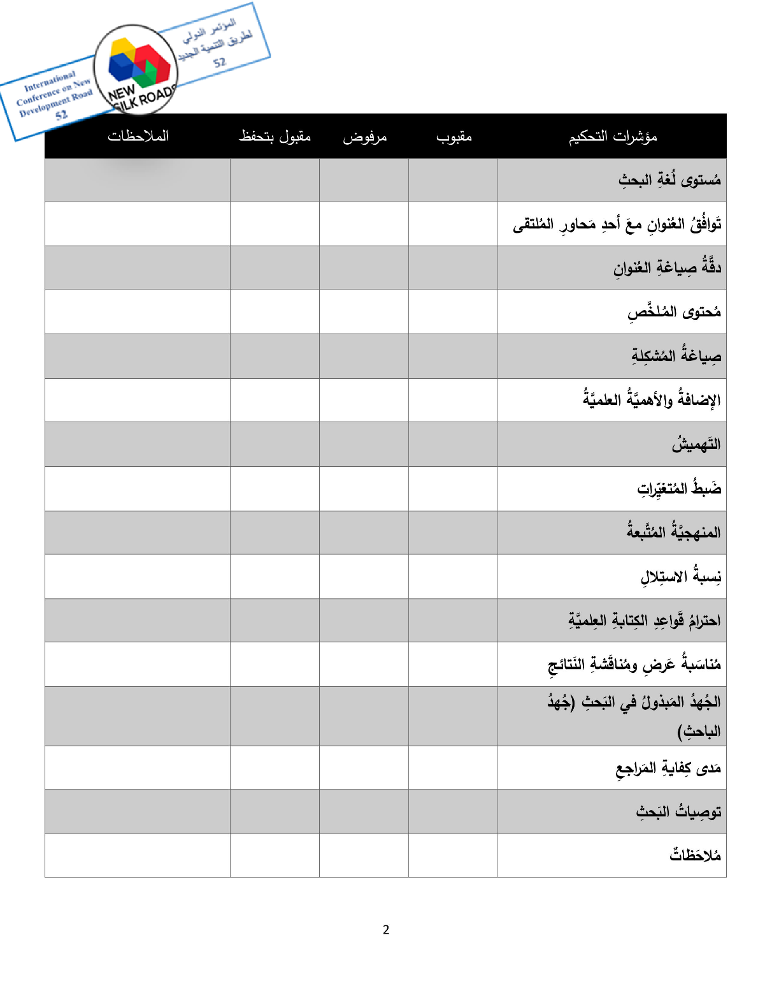 المؤتمر الدولي
لطريق التنمية الجديد
52
International
Conference on New
Development Road
52
NEW
SILK ROADS
مؤشرات التحكيم	مقبوب	مرفوض	مقبول بتحفظ	الملاحظات
مُستوى لُغةِ البحثِ
تَوافُقُ العُنوانِ معَ أحدِ مَحاورِ المُلتقى
دقَّةُ صِياغةِ العُنوانِ
مُحتوى المُلخَّصِ
صِياغةُ المُشكِلةِ
الإضافةُ والأهميَّةُ العلميَّةُ
التَهميشُ
ضَبطُ المُتغيِّراتِ
المنهجيَّةُ المُتَّبعةُ
نِسبةُ الاستِلالِ
احترامُ قَواعِدِ الكِتابةِ العِلميَّةِ
مُناسَبةُ عَرضِ ومُناقَشةِ النَتائجِ
الجُهدُ المَبذولُ في البَحثِ (جُهدُ
الباحثِ)
مَدى كِفايةِ المَراجعِ
توصِياتُ البَحثِ
مُلاحَظاتٌ
2